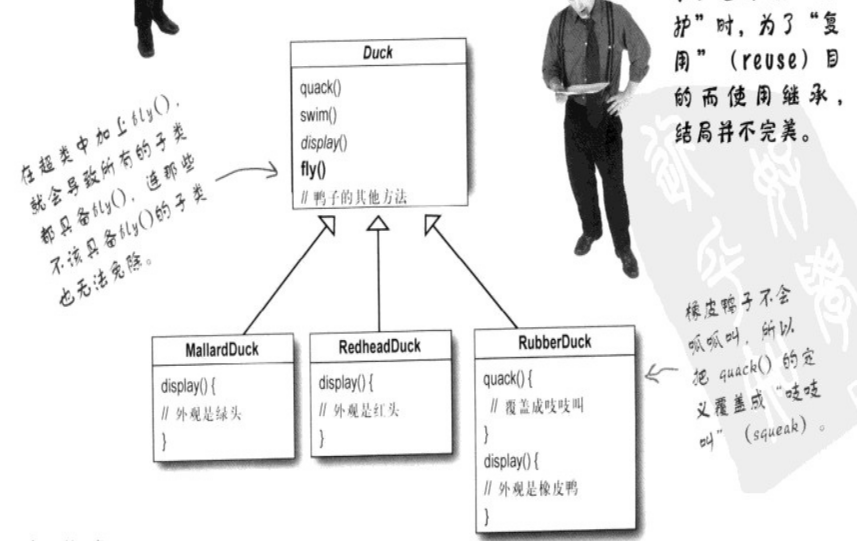 护”时，为了“复
用”（reuse）目
的而使用继承，
结局并不完美。
Duck
quack()
swim()
display()
fly()
// 鸭子的其他方法
在超类中加上fly()，
就会导致所有的子类
都具备fly()，连那些
不该具备fly()的子类
也无法免除。
MallardDuck
display() {
// 外观是绿头
}
RedheadDuck
display() {
// 外观是红头
}
RubberDuck
quack() {
// 覆盖成吱吱叫
}
display() {
// 外观是橡皮鸭
}
橡皮鸭子不会
呱呱叫，所以
把 quack() 的定
义覆盖成“吱吱
叫”（squeak）。